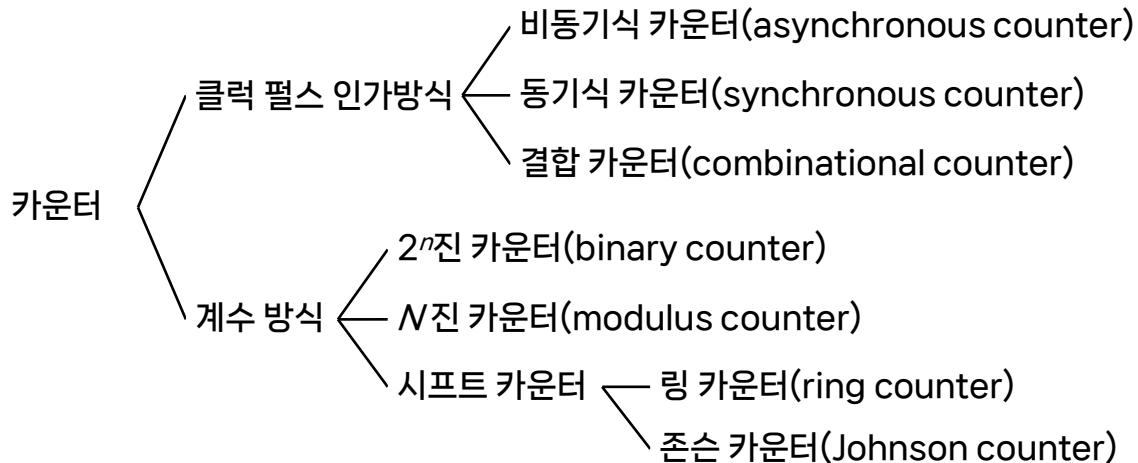 비동기식 카운터(asynchronous counter)
클럭 펄스 인가방식
동기식 카운터(synchronous counter)
결합 카운터(combinational counter)
카운터
2ⁿ진 카운터(binary counter)
계수 방식
N진 카운터(modulus counter)
시프트 카운터
링 카운터(ring counter)
존슨 카운터(Johnson counter)